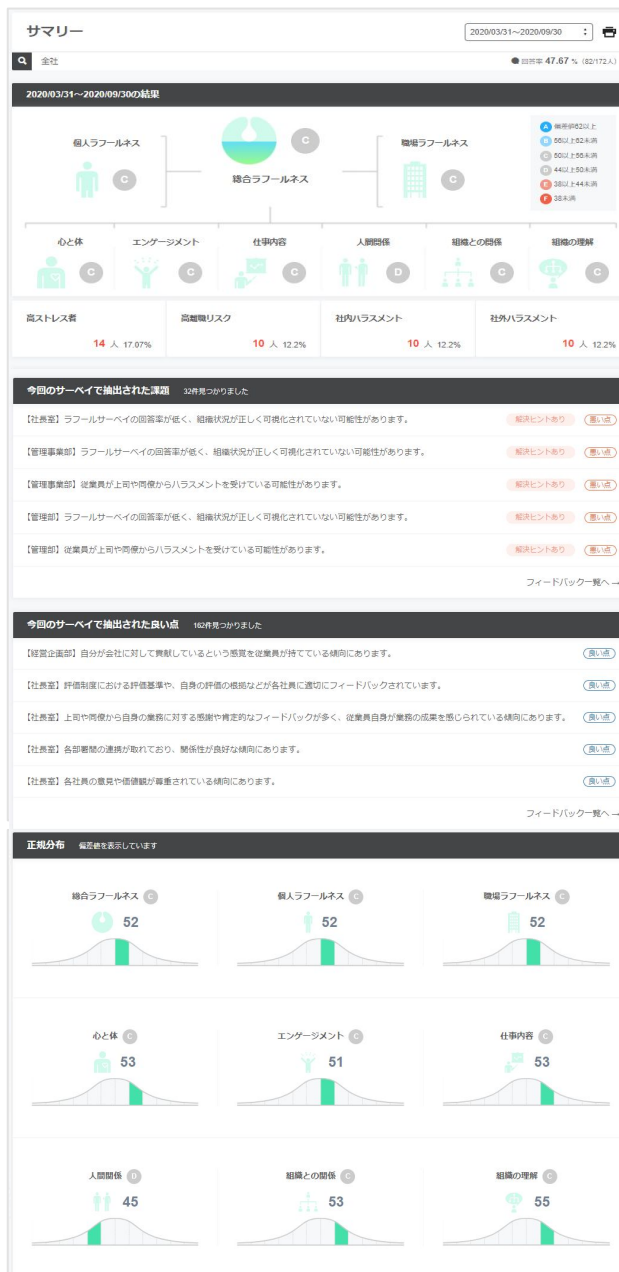 サマリー
2020/03/31～2020/09/30
全社
回答率 47.67 % (82/172人)
2020/03/31～2020/09/30の結果
個人ラフールネス
C
総合ラフールネス
C
職場ラフールネス
C
A 偏差値62以上
B 56以上62未満
C 50以上56未満
D 44以上50未満
E 38以上44未満
F 38未満
心と体
C
エンゲージメント
C
仕事内容
C
人間関係
D
組織との関係
C
組織の理解
C
高ストレス者
14 人 17.07%
高離職リスク
10 人 12.2%
社内ハラスメント
10 人 12.2%
社外ハラスメント
10 人 12.2%
今回のサーベイで抽出された課題 32件見つかりました
【社長室】ラフールサーベイの回答率が低く、組織状況が正しく可視化されていない可能性があります。 解決ヒントあり 悪い点
【管理事業部】ラフールサーベイの回答率が低く、組織状況が正しく可視化されていない可能性があります。 解決ヒントあり 悪い点
【管理事業部】従業員が上司や同僚からハラスメントを受けている可能性があります。 解決ヒントあり 悪い点
【管理部】ラフールサーベイの回答率が低く、組織状況が正しく可視化されていない可能性があります。 解決ヒントあり 悪い点
【管理部】従業員が上司や同僚からハラスメントを受けている可能性があります。 解決ヒントあり 悪い点
フィードバック一覧へ→
今回のサーベイで抽出された良い点 162件見つかりました
【経営企画部】自分が会社に対して貢献しているという感覚を従業員が持てている傾向にあります。 良い点
【社長室】評価制度における評価基準や、自身の評価の根拠などが各社員に適切にフィードバックされています。 良い点
【社長室】上司や同僚から自身の業務に対する感謝や肯定的なフィードバックが多く、従業員自身が業務の成果を感じられている傾向にあります。 良い点
【社長室】各部署間の連携が取れており、関係性が良好な傾向にあります。 良い点
【社長室】各社員の意見や価値観が尊重されている傾向にあります。 良い点
フィードバック一覧へ→
正規分布 偏差値を表示しています
総合ラフールネス C
52
個人ラフールネス C
52
職場ラフールネス C
52
心と体 C
53
エンゲージメント C
51
仕事内容 C
53
人間関係 D
45
組織との関係 C
53
組織の理解 C
55